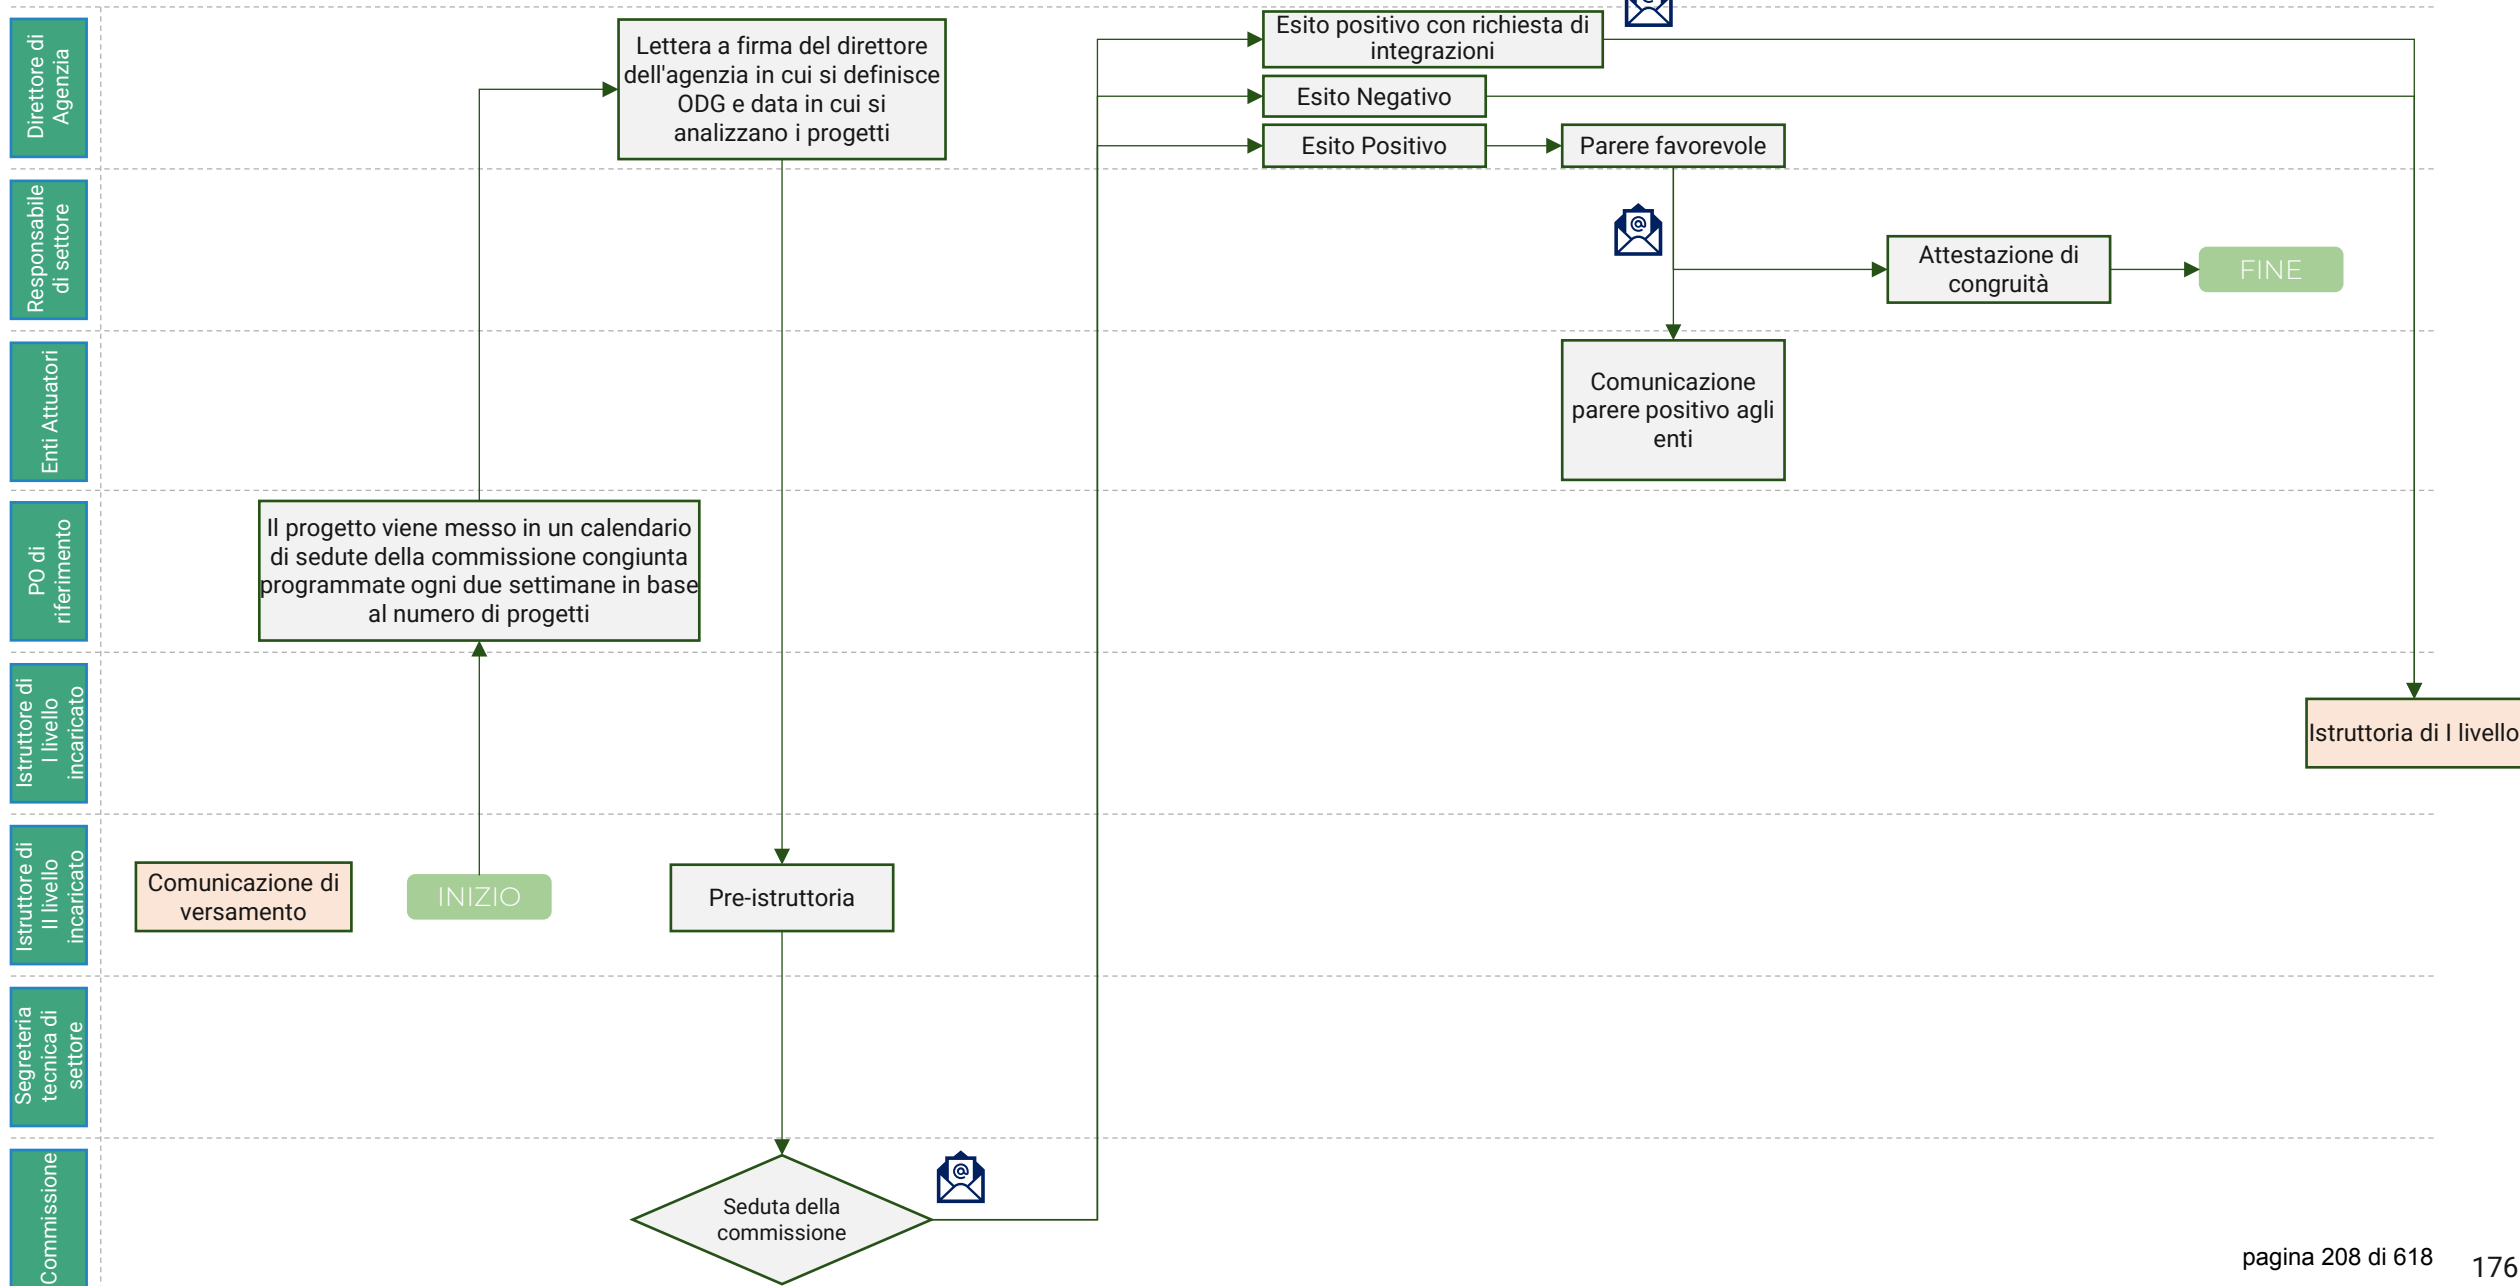 Direttore di
Agenzia
Lettera a firma del direttore
dell'agenzia in cui si definisce
ODG e data in cui si
analizzano i progetti
Esito positivo con richiesta di
integrazioni
Esito Negativo
Esito Positivo
Parere favorevole
Responsabile
di settore
Attestazione di
congruità
FINE
Enti Attuatori
Comunicazione
parere positivo agli
enti
PO di
riferimento
Il progetto viene messo in un calendario
di sedute della commissione congiunta
programmate ogni due settimane in base
al numero di progetti
Istruttore di
I livello
incaricato
Istruttoria di I livello
Istruttore di
II livello
incaricato
Comunicazione di
versamento
INIZIO
Pre-istruttoria
Segreteria
tecnica di
settore
Commissione
Seduta della
commissione
pagina 208 di 618
176